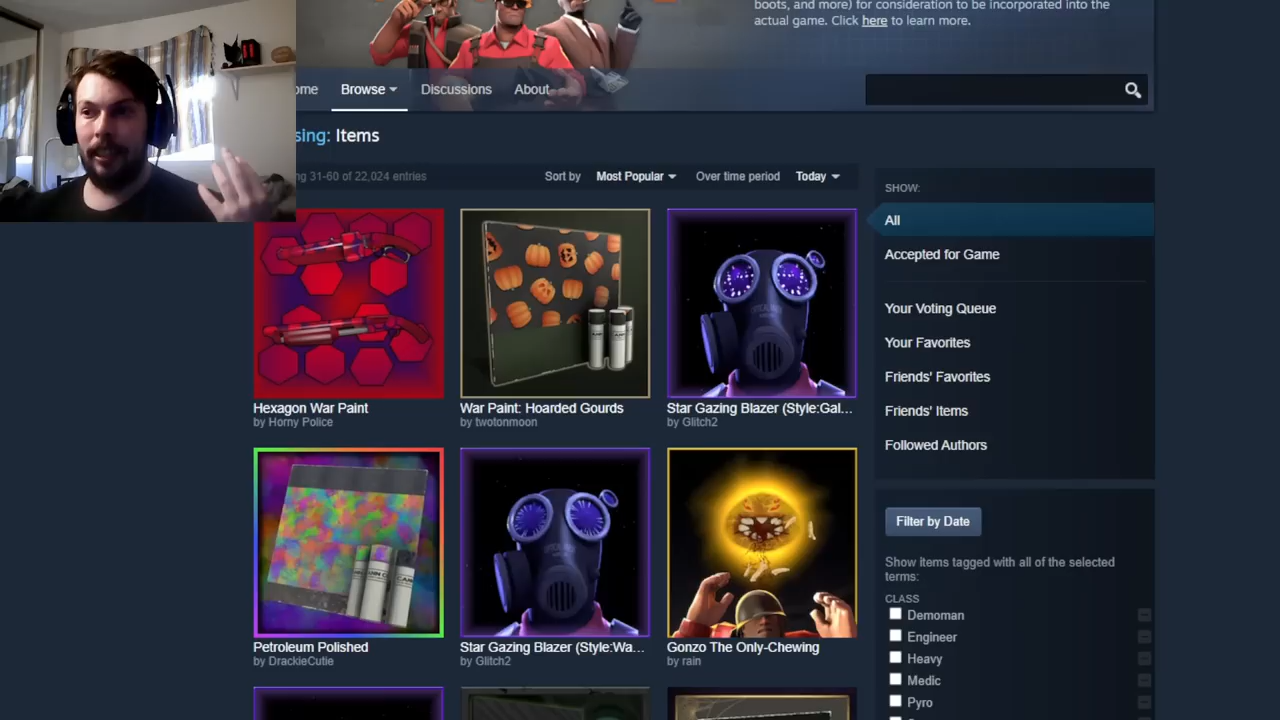 boots, and more) for consideration to be incorporated into the
actual game. Click here to learn more.
ome Browse Discussions About
sing: Items
ng 31-60 of 22,024 entries Sort by Most Popular Over time period Today
SHOW:
All
Accepted for Game
Your Voting Queue
Your Favorites
Friends' Favorites
Friends' Items
Followed Authors
Hexagon War Paint
by Horny Police
War Paint: Hoarded Gourds
by twotonmoon
Star Gazing Blazer (Style:Gal...
by Glitch2
Petroleum Polished
by DrackieCutie
Star Gazing Blazer (Style:Wa...
by Glitch2
Gonzo The Only-Chewing
by rain
Filter by Date
Show items tagged with all of the selected
terms:
CLASS
Demoman
Engineer
Heavy
Medic
Pyro